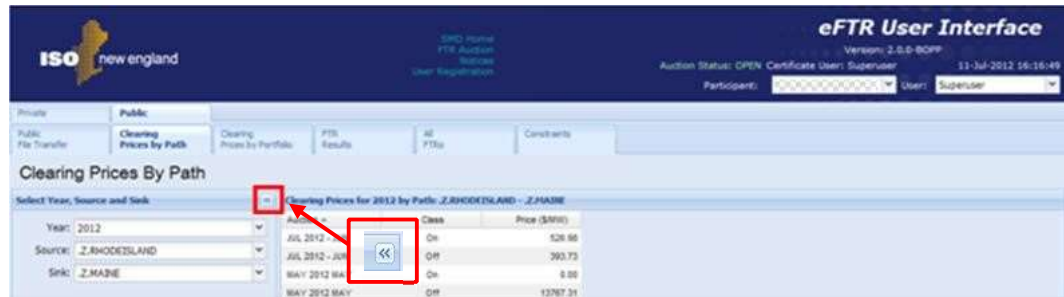 ISO new england
SMD Home
FTR Auction
Notices
User Registration
eFTR User Interface
Version: 2.0.0-BOPP
Auction Status: OPEN Certificate User: Superuser 11-Jul-2012 16:16:49
Participant: User: Superuser
Private Public
Public File Transfer
Clearing Prices by Path
Clearing Prices by Portfolio
FTR Results
All FTRs
Constraints
Clearing Prices By Path
Select Year, Source and Sink
Clearing Prices for 2012 by Path: .Z.RHODEISLAND - .Z.MAINE
Year: 2012
Source: .Z.RHODEISLAND
Sink: .Z.MAINE
Class Price ($/MW)
JUL 2012 - On 528.98
JUL 2012 - Off 393.73
MAY 2012 MAY On 0.00
MAY 2012 MAY Off 13767.31